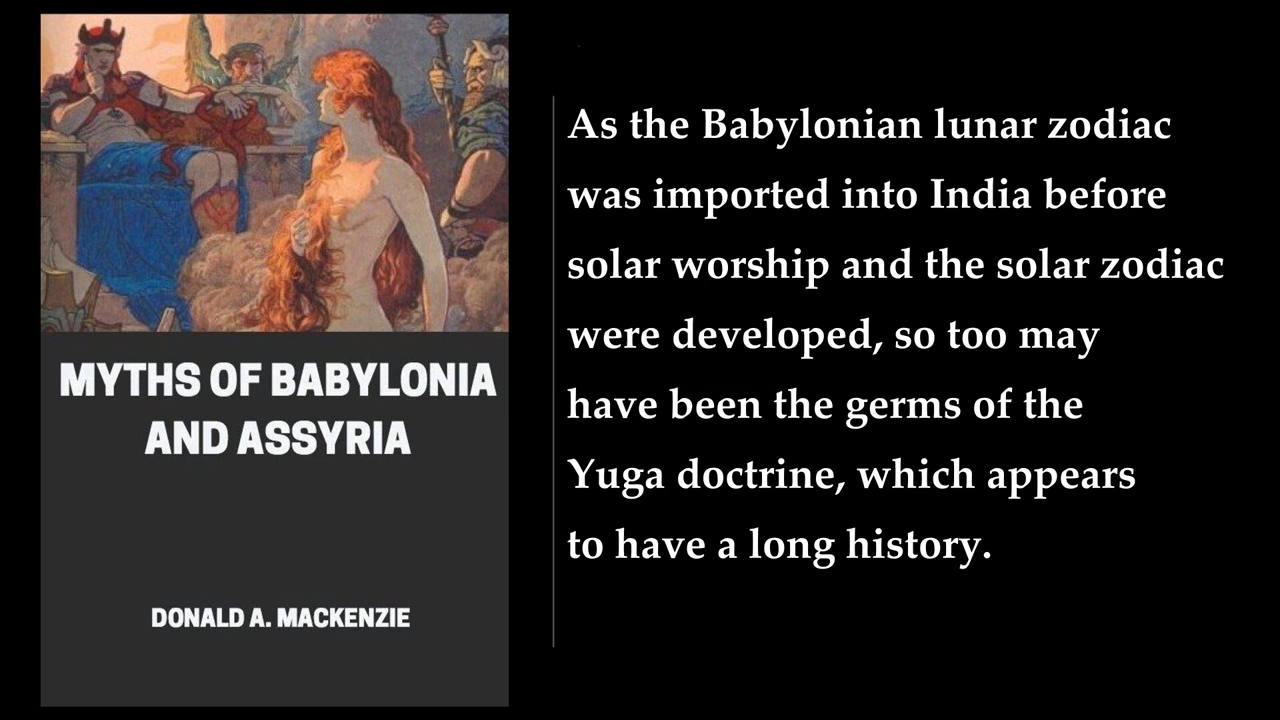 MYTHS OF BABYLONIA
AND ASSYRIA
DONALD A. MACKENZIE
As the Babylonian lunar zodiac
was imported into India before
solar worship and the solar zodiac
were developed, so too may
have been the germs of the
Yuga doctrine, which appears
to have a long history.